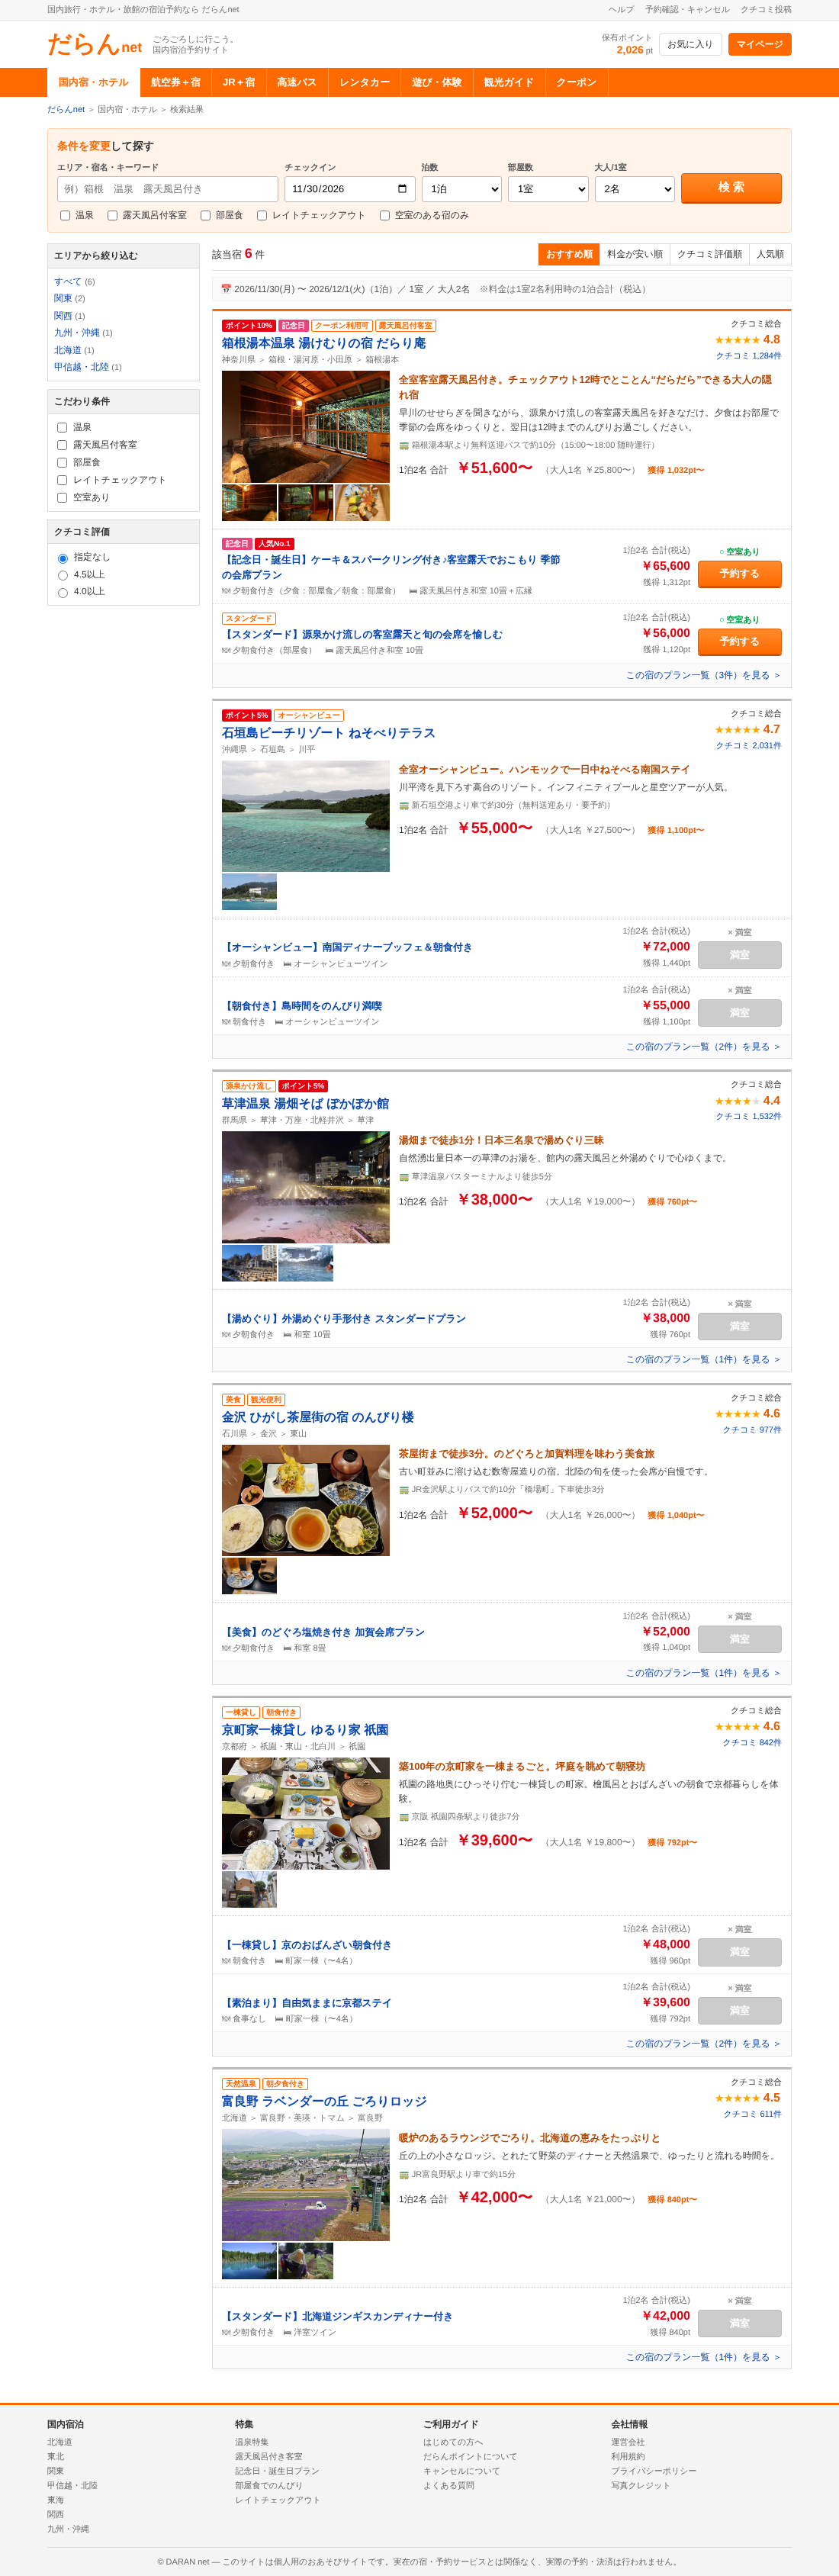 国内旅行・ホテル・旅館の宿泊予約なら だらんnet
ヘルプ 予約確認・キャンセル クチコミ投稿
だらんnet
ごろごろしに行こう。
国内宿泊予約サイト
保有ポイント
2,026 pt
お気に入り
マイページ
国内宿・ホテル 航空券＋宿 JR＋宿 高速バス レンタカー 遊び・体験 観光ガイド クーポン
だらんnet ＞ 国内宿・ホテル ＞ 検索結果
条件を変更して探す
エリア・宿名・キーワード チェックイン 泊数 部屋数 大人/1室
例）箱根　温泉　露天風呂付き 11/30/2026 1泊 1室 2名 検 索
温泉 露天風呂付客室 部屋食 レイトチェックアウト 空室のある宿のみ
エリアから絞り込む
すべて (6)
関東 (2)
関西 (1)
九州・沖縄 (1)
北海道 (1)
甲信越・北陸 (1)
こだわり条件
温泉
露天風呂付客室
部屋食
レイトチェックアウト
空室あり
クチコミ評価
指定なし
4.5以上
4.0以上
該当宿 6 件
おすすめ順 料金が安い順 クチコミ評価順 人気順
📅 2026/11/30(月) 〜 2026/12/1(火)（1泊）／ 1室 ／ 大人2名　※料金は1室2名利用時の1泊合計（税込）
ポイント10% 記念日 クーポン利用可 露天風呂付客室
箱根湯本温泉 湯けむりの宿 だらり庵
神奈川県 ＞ 箱根・湯河原・小田原 ＞ 箱根湯本
クチコミ総合
★★★★★ 4.8
クチコミ 1,284件
全室客室露天風呂付き。チェックアウト12時でとことん“だらだら”できる大人の隠
れ宿
早川のせせらぎを聞きながら、源泉かけ流しの客室露天風呂を好きなだけ。夕食はお部屋で
季節の会席をゆっくりと。翌日は12時までのんびりお過ごしください。
🚃 箱根湯本駅より無料送迎バスで約10分（15:00〜18:00 随時運行）
1泊2名 合計 ￥51,600〜 （大人1名 ￥25,800〜） 獲得 1,032pt〜
記念日 人気No.1
【記念日・誕生日】ケーキ＆スパークリング付き♪客室露天でおこもり 季節
の会席プラン
🍽 夕朝食付き（夕食：部屋食／朝食：部屋食） 🛏 露天風呂付き和室 10畳＋広縁
1泊2名 合計(税込)
￥65,600
獲得 1,312pt
○ 空室あり
予約する
スタンダード
【スタンダード】源泉かけ流しの客室露天と旬の会席を愉しむ
🍽 夕朝食付き（部屋食） 🛏 露天風呂付き和室 10畳
1泊2名 合計(税込)
￥56,000
獲得 1,120pt
○ 空室あり
予約する
この宿のプラン一覧（3件）を見る ＞
ポイント5% オーシャンビュー
石垣島ビーチリゾート ねそべりテラス
沖縄県 ＞ 石垣島 ＞ 川平
クチコミ総合
★★★★★ 4.7
クチコミ 2,031件
全室オーシャンビュー。ハンモックで一日中ねそべる南国ステイ
川平湾を見下ろす高台のリゾート。インフィニティプールと星空ツアーが人気。
🚃 新石垣空港より車で約30分（無料送迎あり・要予約）
1泊2名 合計 ￥55,000〜 （大人1名 ￥27,500〜） 獲得 1,100pt〜
【オーシャンビュー】南国ディナーブッフェ＆朝食付き
🍽 夕朝食付き 🛏 オーシャンビューツイン
1泊2名 合計(税込)
￥72,000
獲得 1,440pt
× 満室
満室
【朝食付き】島時間をのんびり満喫
🍽 朝食付き 🛏 オーシャンビューツイン
1泊2名 合計(税込)
￥55,000
獲得 1,100pt
× 満室
満室
この宿のプラン一覧（2件）を見る ＞
源泉かけ流し ポイント5%
草津温泉 湯畑そば ぽかぽか館
群馬県 ＞ 草津・万座・北軽井沢 ＞ 草津
クチコミ総合
★★★★★ 4.4
クチコミ 1,532件
湯畑まで徒歩1分！日本三名泉で湯めぐり三昧
自然湧出量日本一の草津のお湯を、館内の露天風呂と外湯めぐりで心ゆくまで。
🚃 草津温泉バスターミナルより徒歩5分
1泊2名 合計 ￥38,000〜 （大人1名 ￥19,000〜） 獲得 760pt〜
【湯めぐり】外湯めぐり手形付き スタンダードプラン
🍽 夕朝食付き 🛏 和室 10畳
1泊2名 合計(税込)
￥38,000
獲得 760pt
× 満室
満室
この宿のプラン一覧（1件）を見る ＞
美食 観光便利
金沢 ひがし茶屋街の宿 のんびり楼
石川県 ＞ 金沢 ＞ 東山
クチコミ総合
★★★★★ 4.6
クチコミ 977件
茶屋街まで徒歩3分。のどぐろと加賀料理を味わう美食旅
古い町並みに溶け込む数寄屋造りの宿。北陸の旬を使った会席が自慢です。
🚃 JR金沢駅よりバスで約10分「橋場町」下車徒歩3分
1泊2名 合計 ￥52,000〜 （大人1名 ￥26,000〜） 獲得 1,040pt〜
【美食】のどぐろ塩焼き付き 加賀会席プラン
🍽 夕朝食付き 🛏 和室 8畳
1泊2名 合計(税込)
￥52,000
獲得 1,040pt
× 満室
満室
この宿のプラン一覧（1件）を見る ＞
一棟貸し 朝食付き
京町家一棟貸し ゆるり家 祇園
京都府 ＞ 祇園・東山・北白川 ＞ 祇園
クチコミ総合
★★★★★ 4.6
クチコミ 842件
築100年の京町家を一棟まるごと。坪庭を眺めて朝寝坊
祇園の路地奥にひっそり佇む一棟貸しの町家。檜風呂とおばんざいの朝食で京都暮らしを体
験。
🚃 京阪 祇園四条駅より徒歩7分
1泊2名 合計 ￥39,600〜 （大人1名 ￥19,800〜） 獲得 792pt〜
【一棟貸し】京のおばんざい朝食付き
🍽 朝食付き 🛏 町家一棟（〜4名）
1泊2名 合計(税込)
￥48,000
獲得 960pt
× 満室
満室
【素泊まり】自由気ままに京都ステイ
🍽 食事なし 🛏 町家一棟（〜4名）
1泊2名 合計(税込)
￥39,600
獲得 792pt
× 満室
満室
この宿のプラン一覧（2件）を見る ＞
天然温泉 朝夕食付き
富良野 ラベンダーの丘 ごろりロッジ
北海道 ＞ 富良野・美瑛・トマム ＞ 富良野
クチコミ総合
★★★★★ 4.5
クチコミ 611件
暖炉のあるラウンジでごろり。北海道の恵みをたっぷりと
丘の上の小さなロッジ。とれたて野菜のディナーと天然温泉で、ゆったりと流れる時間を。
🚃 JR富良野駅より車で約15分
1泊2名 合計 ￥42,000〜 （大人1名 ￥21,000〜） 獲得 840pt〜
【スタンダード】北海道ジンギスカンディナー付き
🍽 夕朝食付き 🛏 洋室ツイン
1泊2名 合計(税込)
￥42,000
獲得 840pt
× 満室
満室
この宿のプラン一覧（1件）を見る ＞
国内宿泊
北海道
東北
関東
甲信越・北陸
東海
関西
九州・沖縄
特集
温泉特集
露天風呂付き客室
記念日・誕生日プラン
部屋食でのんびり
レイトチェックアウト
ご利用ガイド
はじめての方へ
だらんポイントについて
キャンセルについて
よくある質問
会社情報
運営会社
利用規約
プライバシーポリシー
写真クレジット
© DARAN net — このサイトは個人用のおあそびサイトです。実在の宿・予約サービスとは関係なく、実際の予約・決済は行われません。